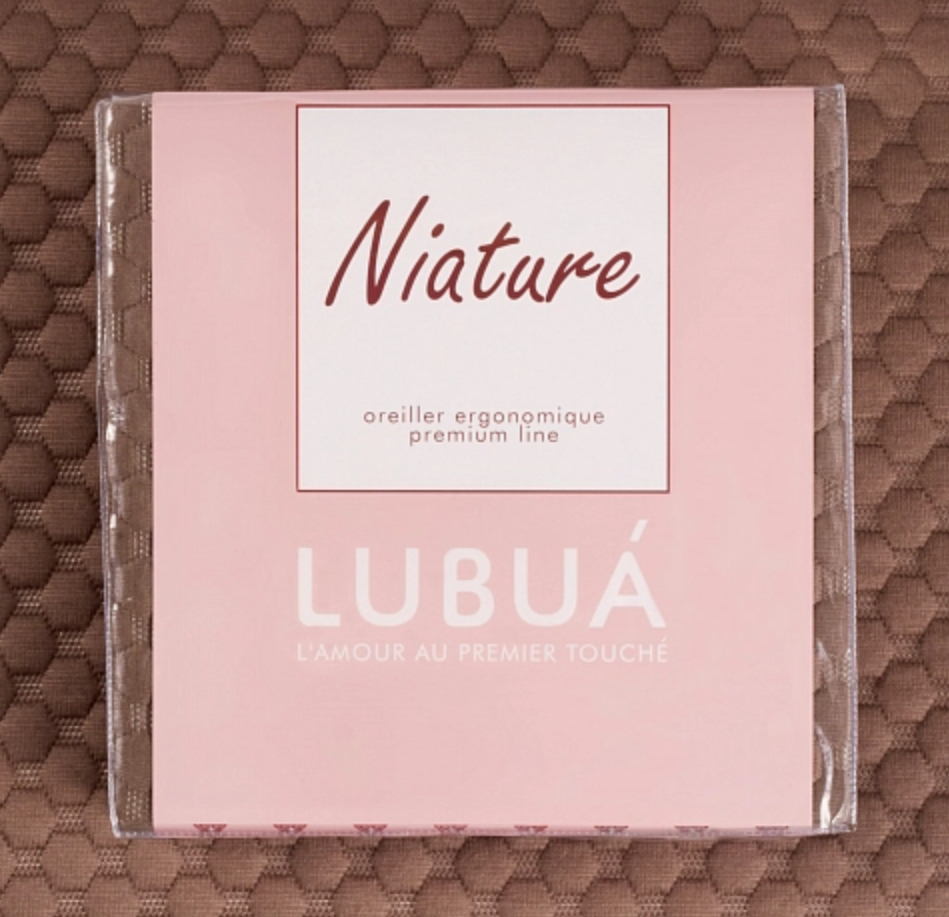 Niature
oreiller ergonomique
premium line
LUBUÁ
L'AMOUR AU PREMIER TOUCHÉ